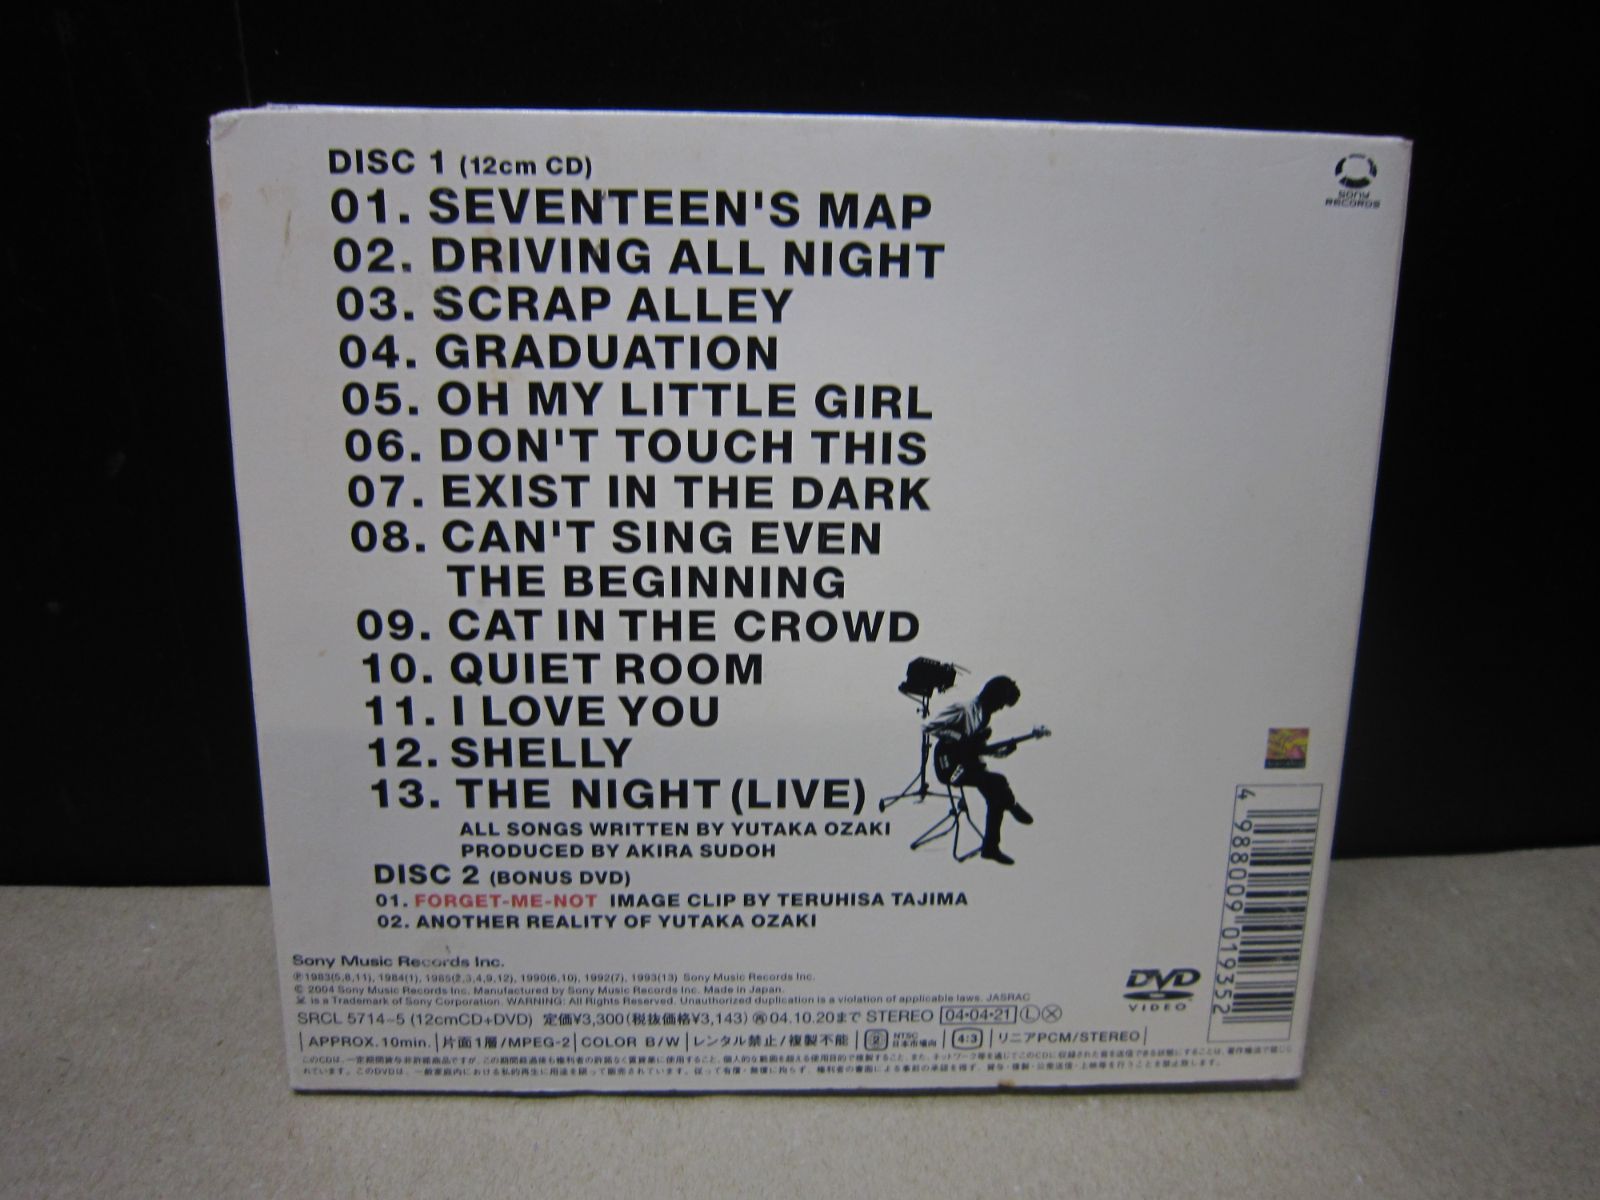 DISC 1 (12cm CD)
01. SEVENTEEN'S MAP
02. DRIVING ALL NIGHT
03. SCRAP ALLEY
04. GRADUATION
05. OH MY LITTLE GIRL
06. DON'T TOUCH THIS
07. EXIST IN THE DARK
08. CAN'T SING EVEN
THE BEGINNING
09. CAT IN THE CROWD
10. QUIET ROOM
11. I LOVE YOU
12. SHELLY
13. THE NIGHT (LIVE)
ALL SONGS WRITTEN BY YUTAKA OZAKI
PRODUCED BY AKIRA SUDOH
DISC 2 (BONUS DVD)
01. FORGET-ME-NOT IMAGE CLIP BY TERUHISA TAJIMA
02. ANOTHER REALITY OF YUTAKA OZAKI
SONY
RECORDS
4 988009 019352
DVD
VIDEO
Sony Music Records Inc.
Ⓟ1983(5,8,11), 1984(1), 1985(2,3,4,9,12), 1990(6,10), 1992(7), 1993(13) Sony Music Records Inc.
© 2004 Sony Music Records Inc. Manufactured by Sony Music Records Inc. Made in Japan.
is a Trademark of Sony Corporation. WARNING: All Rights Reserved. Unauthorized duplication is a violation of applicable laws. JASRAC
SRCL 5714~5 (12cmCD+DVD) 定価¥3,300(税抜価格¥3,143) 04.10.20まで STEREO 04·04·21 Ⓛ Ⓧ
APPROX.10min. 片面1層/MPEG-2 COLOR B/W レンタル禁止/複製不能 2 NTSC 日本市場向 4:3 リニアPCM/STEREO